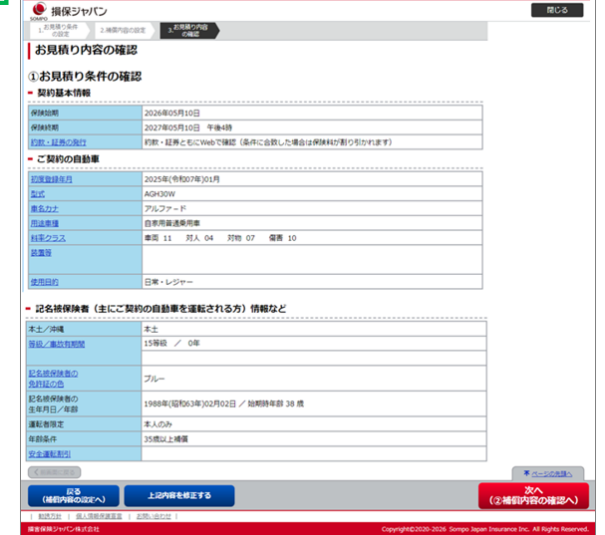 損保ジャパン
SOMPO
閉じる
1.お見積り条件
の設定
2.補償内容の設定
3.お見積り内容
の確認
お見積り内容の確認
①お見積り条件の確認
契約基本情報
保険始期 2026年05月10日
保険終期 2027年05月10日 午後4時
約款・証券の発行 約款・証券ともにWebで確認(条件に合致した場合は保険料が割り引かれます)
ご契約の自動車
初度登録年月 2025年(令和07年)01月
型式 AGH30W
車名カナ アルファード
用途車種 自家用普通乗用車
料率クラス 車両 11 対人 04 対物 07 傷害 10
装置等
使用目的 日常・レジャー
記名被保険者(主にご契約の自動車を運転される方)情報など
本土/沖縄 本土
等級/事故有期間 15等級 / 0年
記名被保険者の
免許証の色
ブルー
記名被保険者の
生年月日/年齢
1988年(昭和63年)02月02日 / 始期時年齢 38 歳
運転者限定 本人のみ
年齢条件 35歳以上補償
安全運転割引
ページの先頭へ
戻る
(補償内容の設定へ)
上記内容を修正する
次へ
(②補償内容の確認へ)
勧誘方針 | 個人情報保護宣言 | お問い合わせ
損害保険ジャパン株式会社
Copyright©2020-2026 Sompo Japan Insurance Inc. All Rights Reserved.